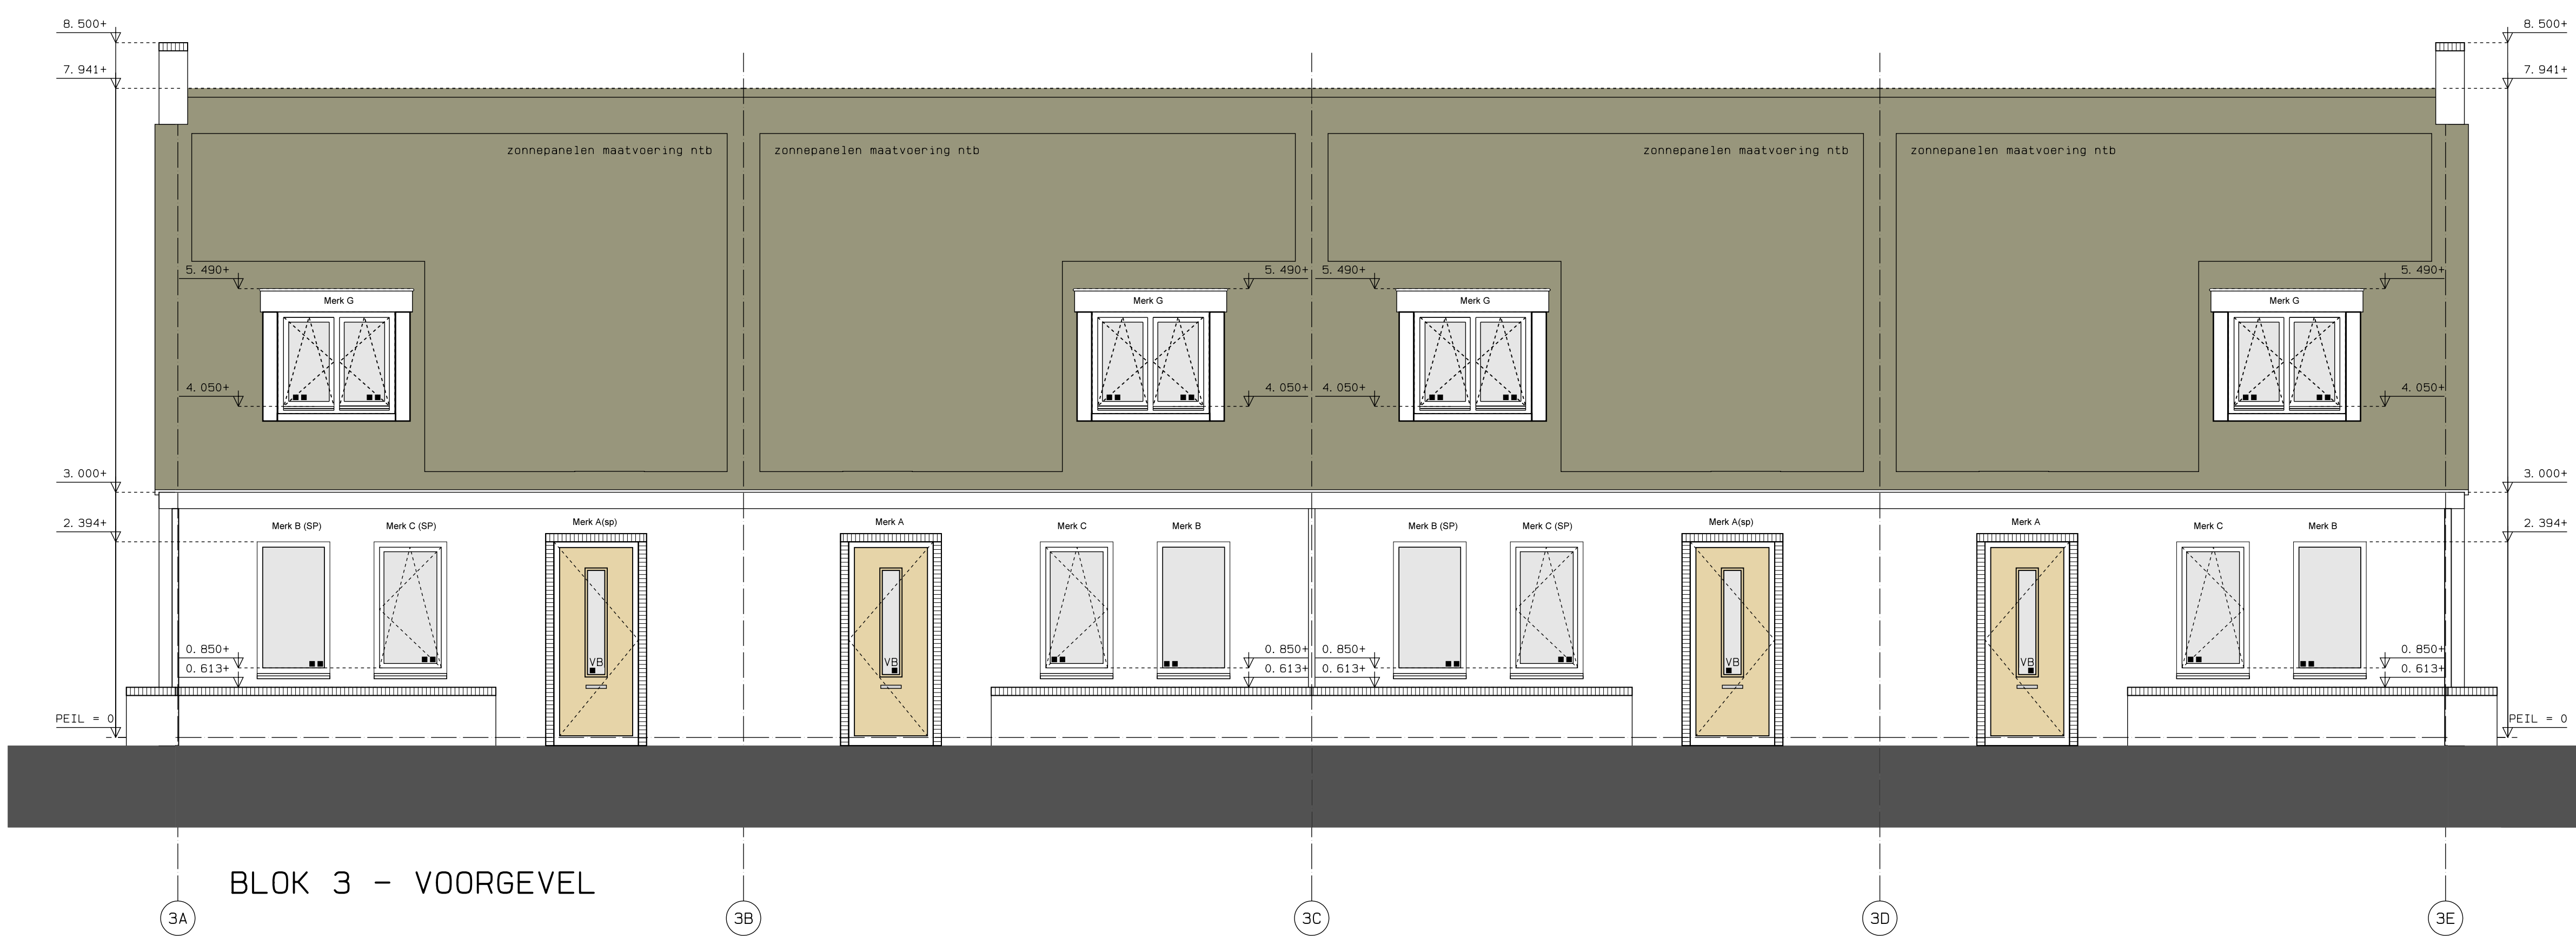 8.500+ 8.500+
7.941+ 7.941+
zonnepanelen maatvoering ntb zonnepanelen maatvoering ntb zonnepanelen maatvoering ntb zonnepanelen maatvoering ntb
5.490+ 5.490+ 5.490+ 5.490+
Merk G Merk G Merk G Merk G
4.050+ 4.050+ 4.050+ 4.050+
3.000+ 3.000+
2.394+ Merk B (SP) Merk C (SP) Merk A(sp) Merk A Merk C Merk B Merk B (SP) Merk C (SP) Merk A(sp) Merk A Merk C Merk B 2.394+
0.850+ 0.850+ 0.850+ 0.850+
VB VB VB VB
0.613+ 0.613+ 0.613+ 0.613+
PEIL = 0 PEIL = 0
BLOK 3 - VOORGEVEL
3A 3B 3C 3D 3E